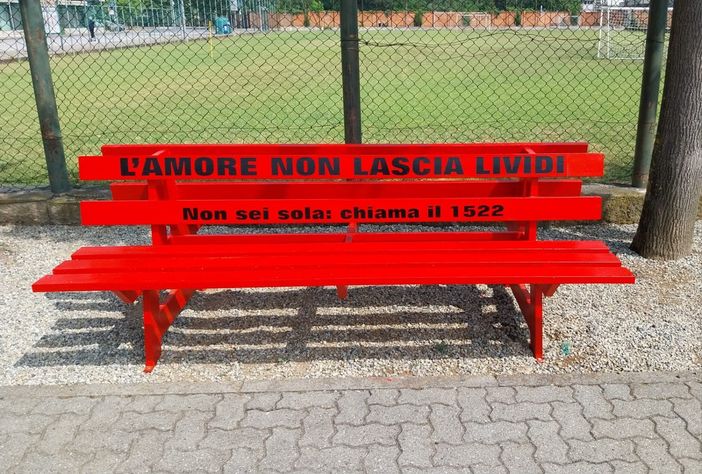 L'AMORE NON LASCIA LIVIDI
Non sei sola: chiama il 1522